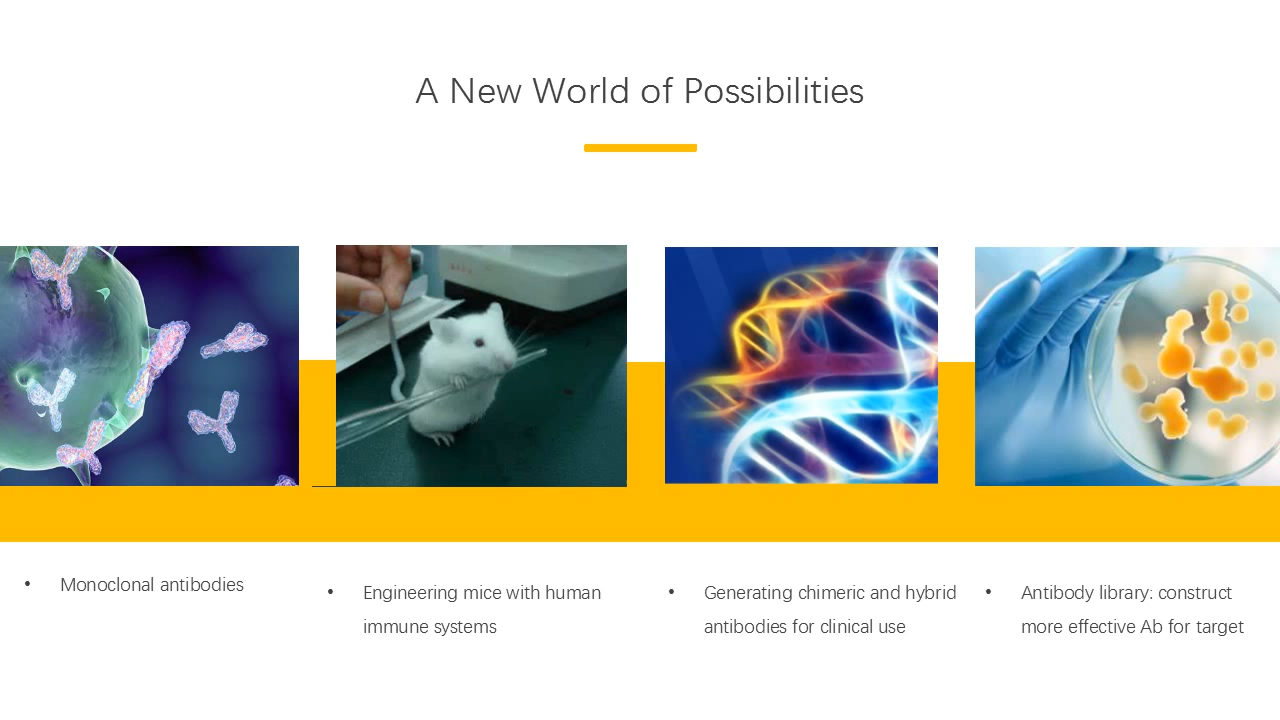 A New World of Possibilities
• Monoclonal antibodies
• Engineering mice with human
immune systems
• Generating chimeric and hybrid
antibodies for clinical use
• Antibody library: construct
more effective Ab for target